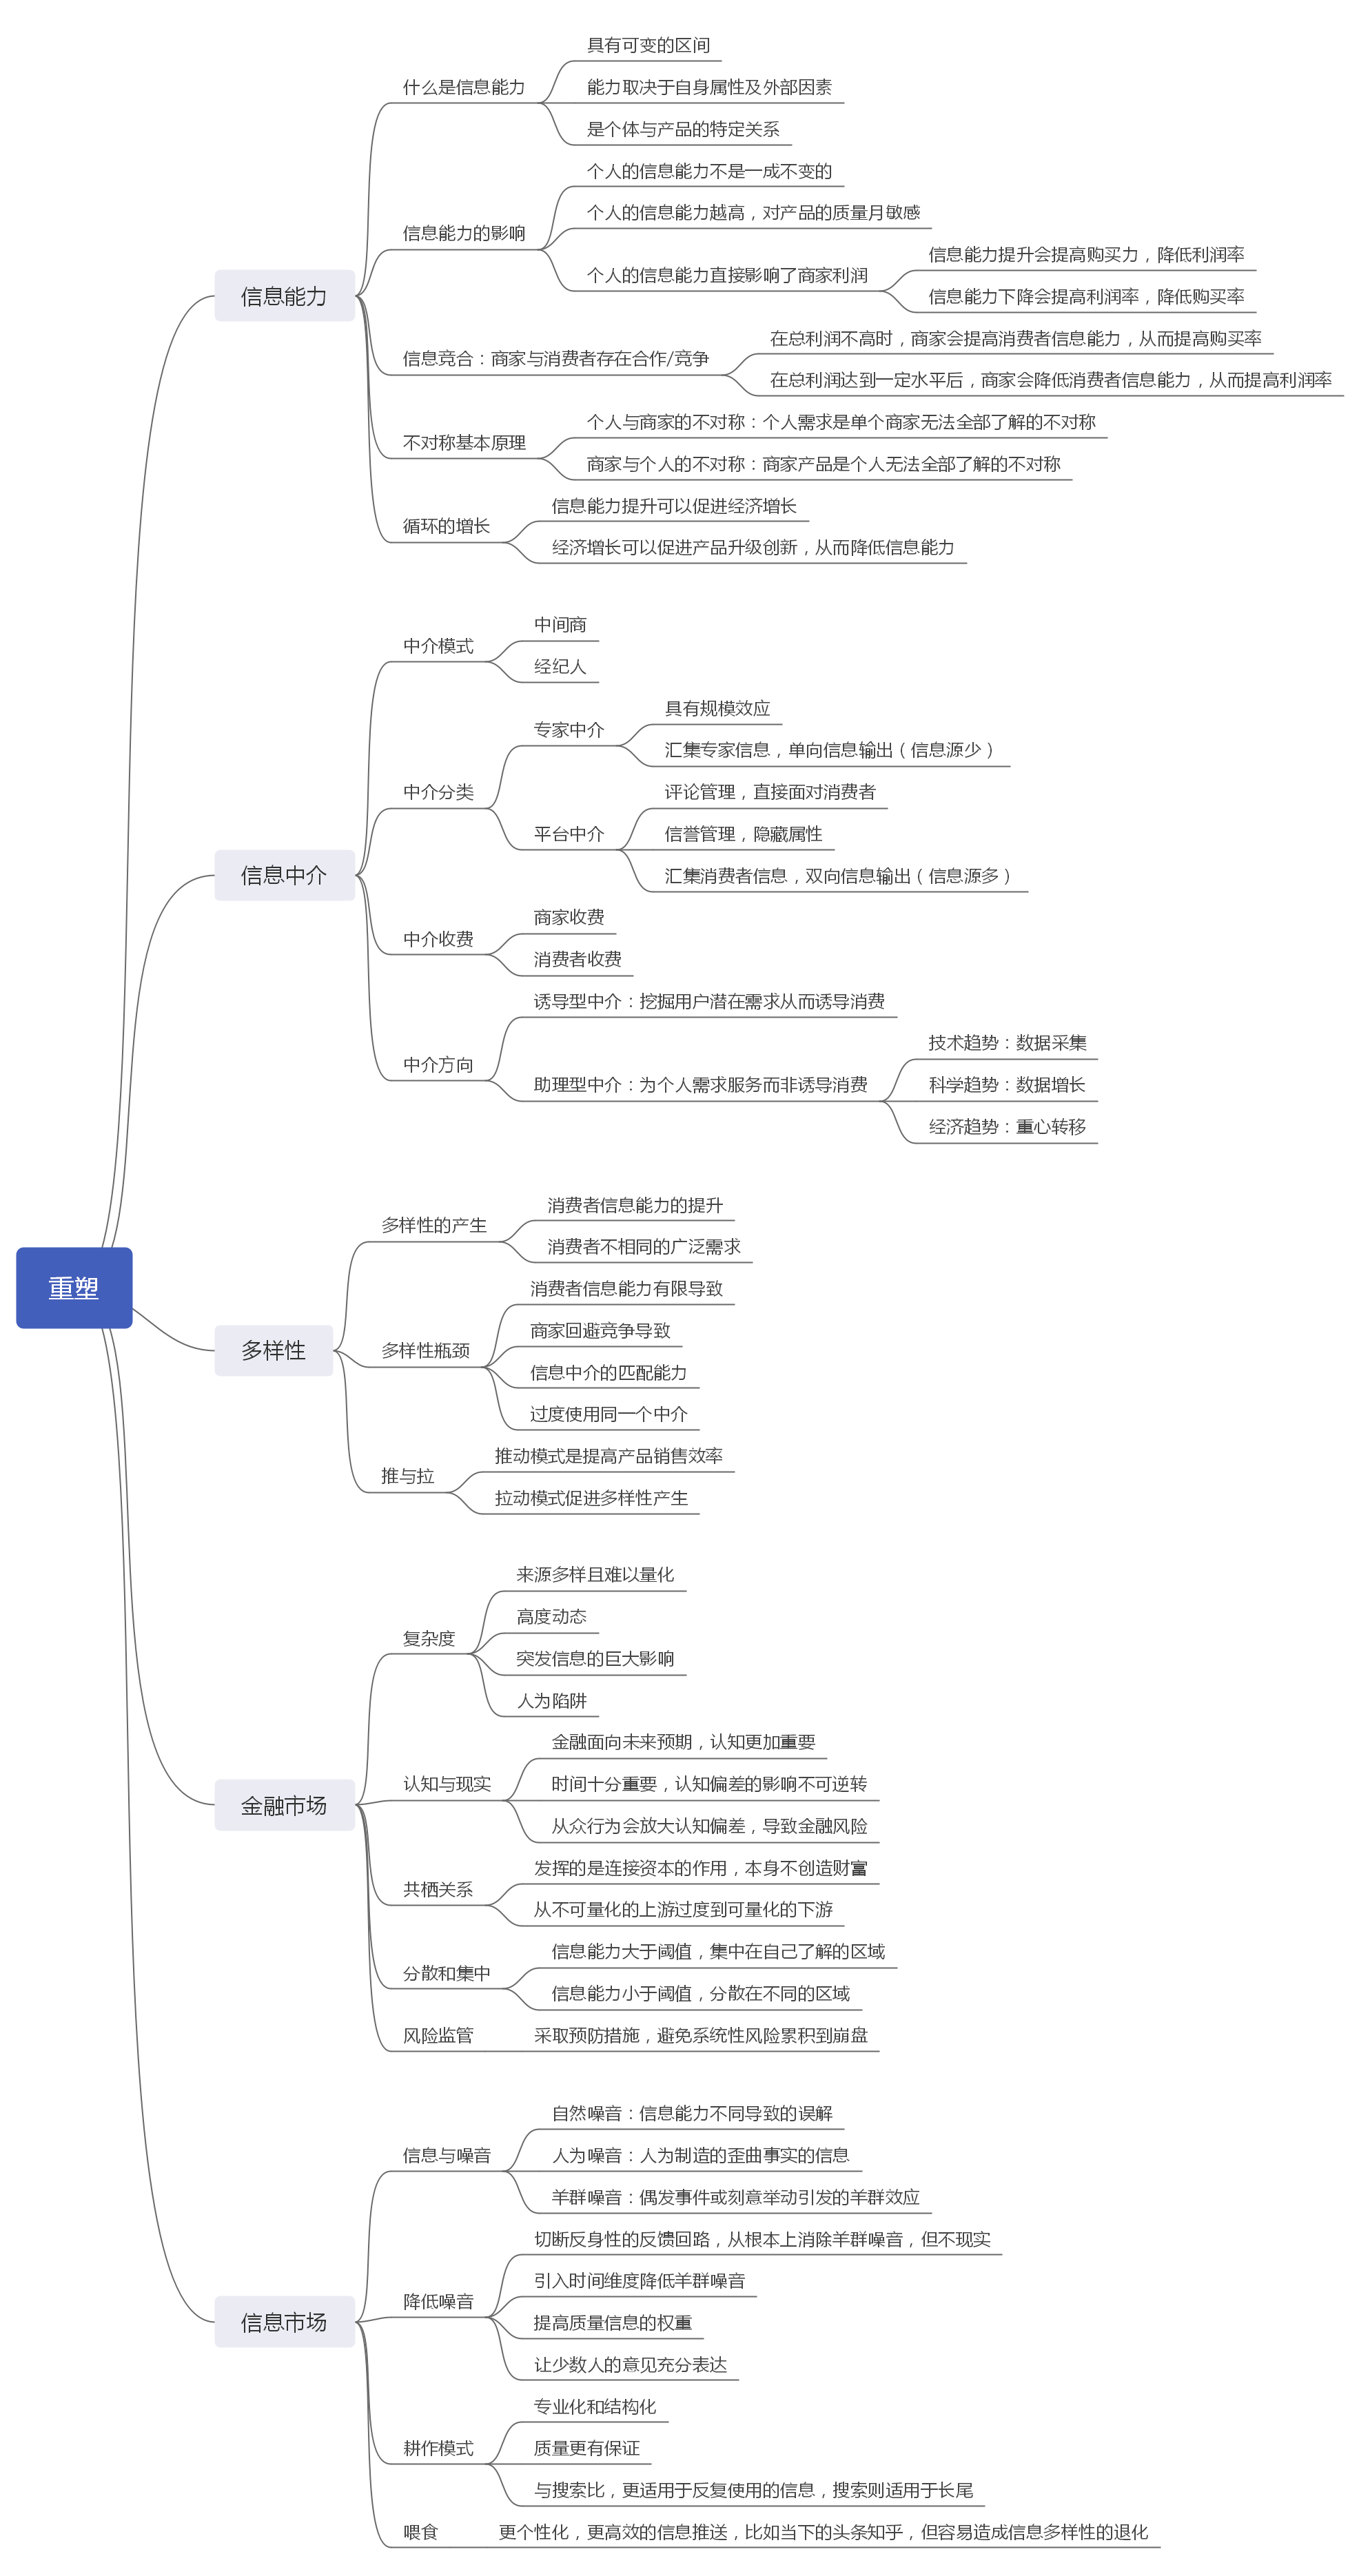 重塑
信息能力
什么是信息能力
具有可变的区间
能力取决于自身属性及外部因素
是个体与产品的特定关系
信息能力的影响
个人的信息能力不是一成不变的
个人的信息能力越高，对产品的质量月敏感
个人的信息能力直接影响了商家利润
信息能力提升会提高购买力，降低利润率
信息能力下降会提高利润率，降低购买率
信息竞合：商家与消费者存在合作/竞争
在总利润不高时，商家会提高消费者信息能力，从而提高购买率
在总利润达到一定水平后，商家会降低消费者信息能力，从而提高利润率
不对称基本原理
个人与商家的不对称：个人需求是单个商家无法全部了解的不对称
商家与个人的不对称：商家产品是个人无法全部了解的不对称
循环的增长
信息能力提升可以促进经济增长
经济增长可以促进产品升级创新，从而降低信息能力
信息中介
中介模式
中间商
经纪人
中介分类
专家中介
具有规模效应
汇集专家信息，单向信息输出（信息源少）
平台中介
评论管理，直接面对消费者
信誉管理，隐藏属性
汇集消费者信息，双向信息输出（信息源多）
中介收费
商家收费
消费者收费
中介方向
诱导型中介：挖掘用户潜在需求从而诱导消费
助理型中介：为个人需求服务而非诱导消费
技术趋势：数据采集
科学趋势：数据增长
经济趋势：重心转移
多样性
多样性的产生
消费者信息能力的提升
消费者不相同的广泛需求
多样性瓶颈
消费者信息能力有限导致
商家回避竞争导致
信息中介的匹配能力
过度使用同一个中介
推与拉
推动模式是提高产品销售效率
拉动模式促进多样性产生
金融市场
复杂度
来源多样且难以量化
高度动态
突发信息的巨大影响
人为陷阱
认知与现实
金融面向未来预期，认知更加重要
时间十分重要，认知偏差的影响不可逆转
从众行为会放大认知偏差，导致金融风险
共栖关系
发挥的是连接资本的作用，本身不创造财富
从不可量化的上游过度到可量化的下游
分散和集中
信息能力大于阈值，集中在自己了解的区域
信息能力小于阈值，分散在不同的区域
风险监管
采取预防措施，避免系统性风险累积到崩盘
信息市场
信息与噪音
自然噪音：信息能力不同导致的误解
人为噪音：人为制造的歪曲事实的信息
羊群噪音：偶发事件或刻意举动引发的羊群效应
降低噪音
切断反身性的反馈回路，从根本上消除羊群噪音，但不现实
引入时间维度降低羊群噪音
提高质量信息的权重
让少数人的意见充分表达
耕作模式
专业化和结构化
质量更有保证
与搜索比，更适用于反复使用的信息，搜索则适用于长尾
喂食
更个性化，更高效的信息推送，比如当下的头条知乎，但容易造成信息多样性的退化